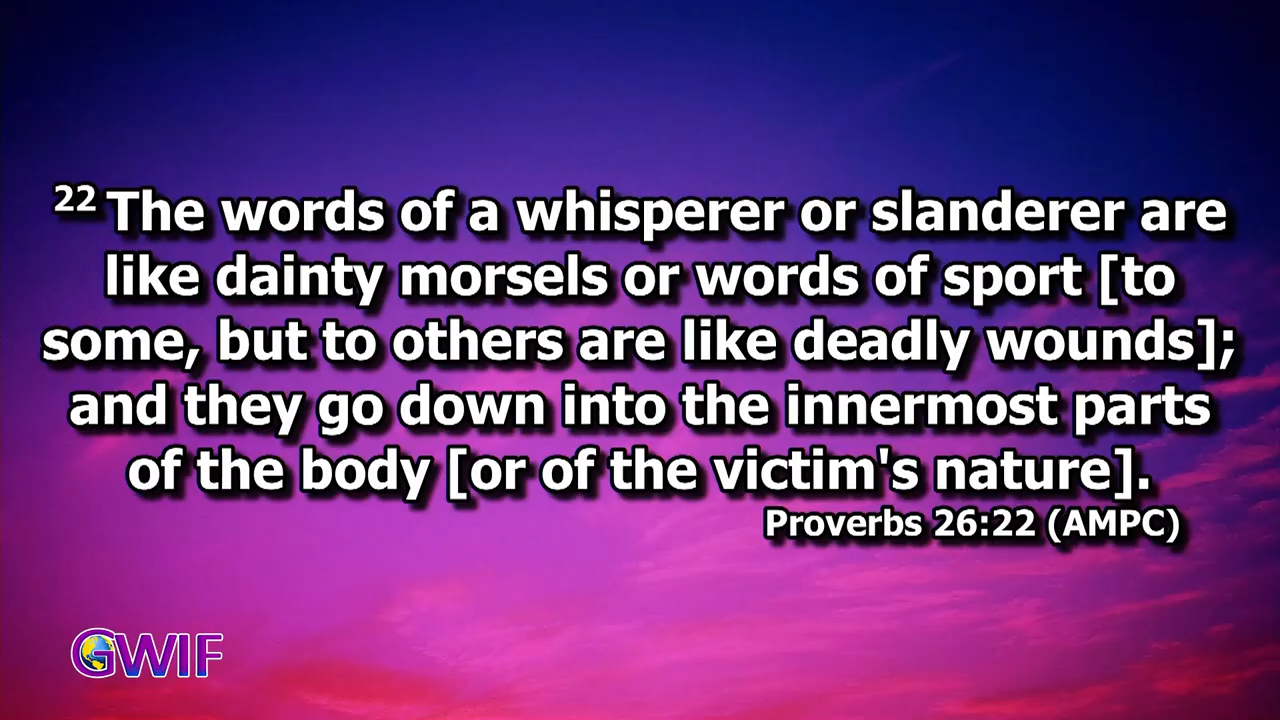 22 The words of a whisperer or slanderer are
like dainty morsels or words of sport [to
some, but to others are like deadly wounds];
and they go down into the innermost parts
of the body [or of the victim's nature].
Proverbs 26:22 (AMPC)
GWIF